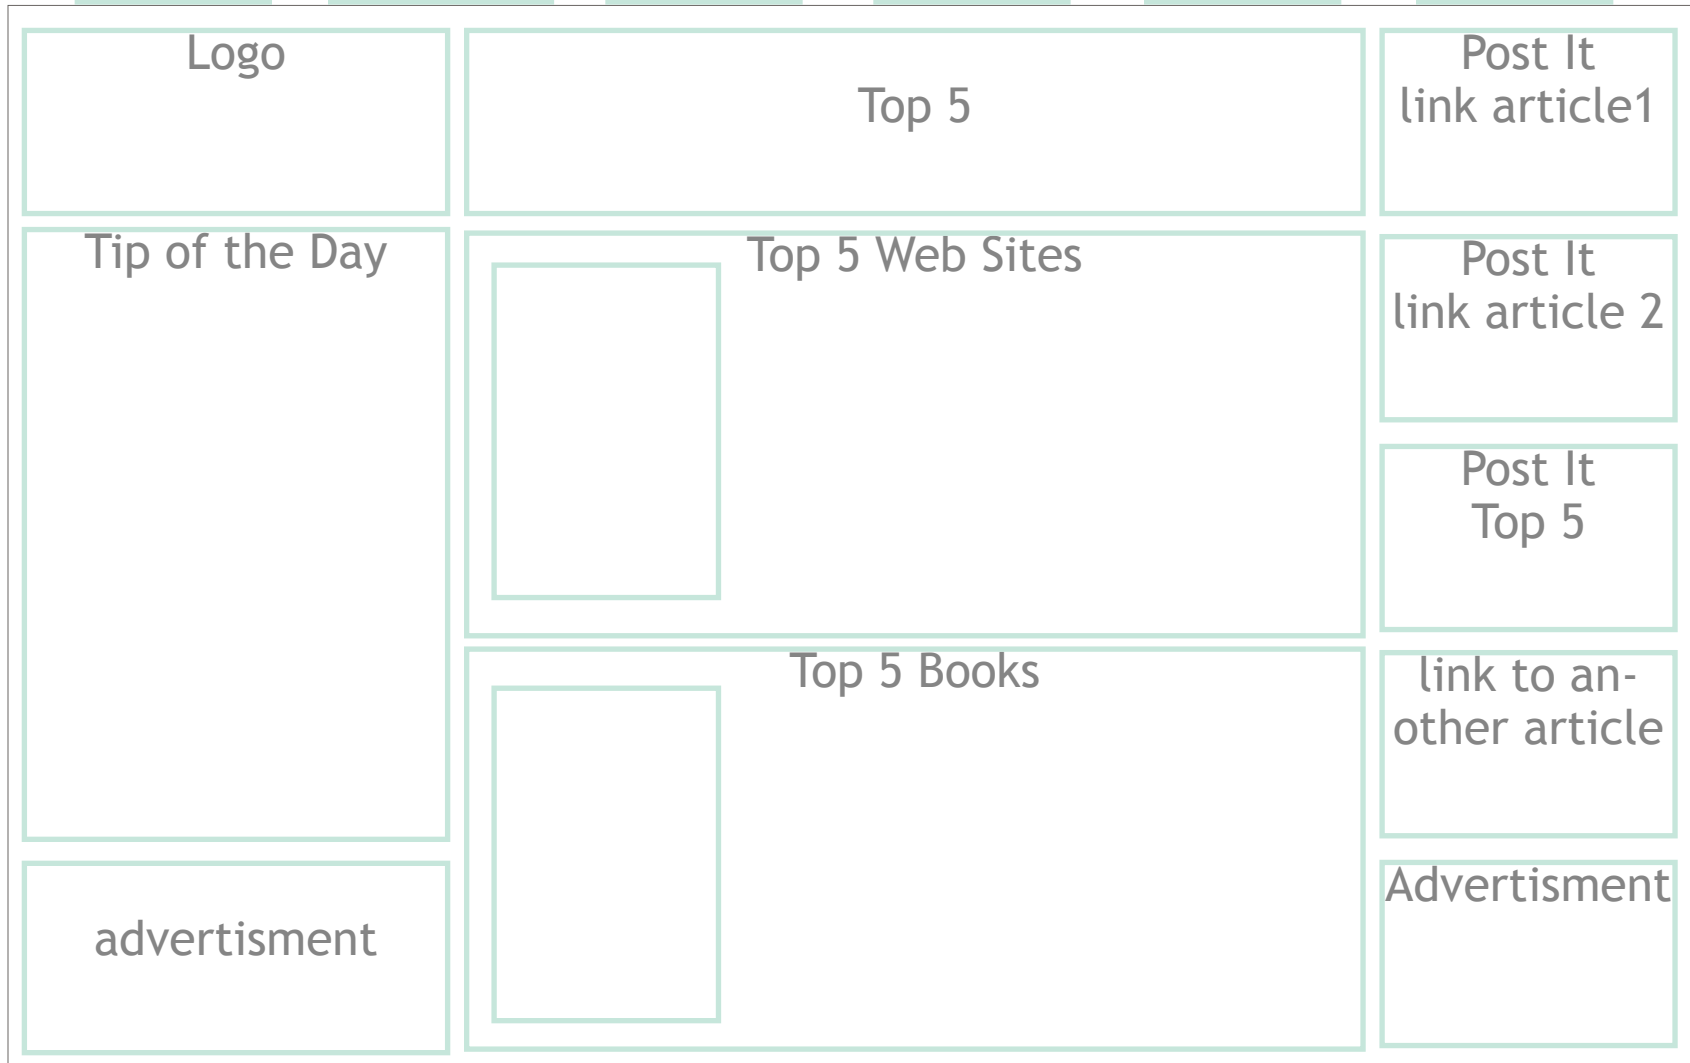 Logo
Top 5
Post It
link article1
Tip of the Day
Top 5 Web Sites
Post It
link article 2
Post It
Top 5
Top 5 Books
link to an-
other article
advertisment
Advertisment